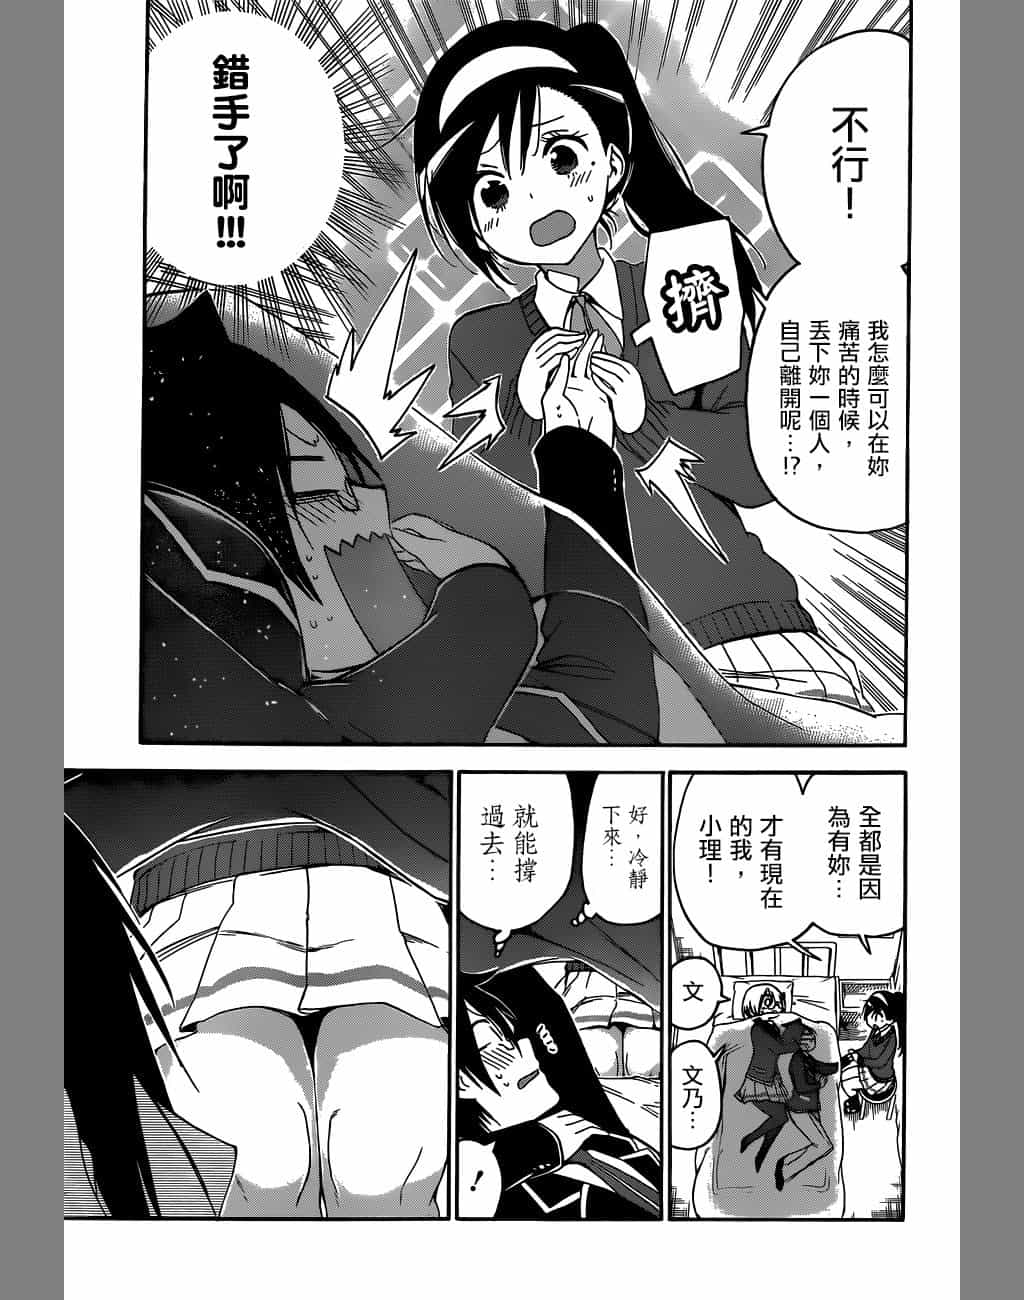 不行！
我怎麼可以在妳
痛苦的時候，
丟下妳一個人，
自己離開呢…!?
擠
錯手了啊!!!
全都是因
為有妳…
才有現在
的我，
小理！
文
文乃…
好，冷靜
下來…
就能撐
過去…
！